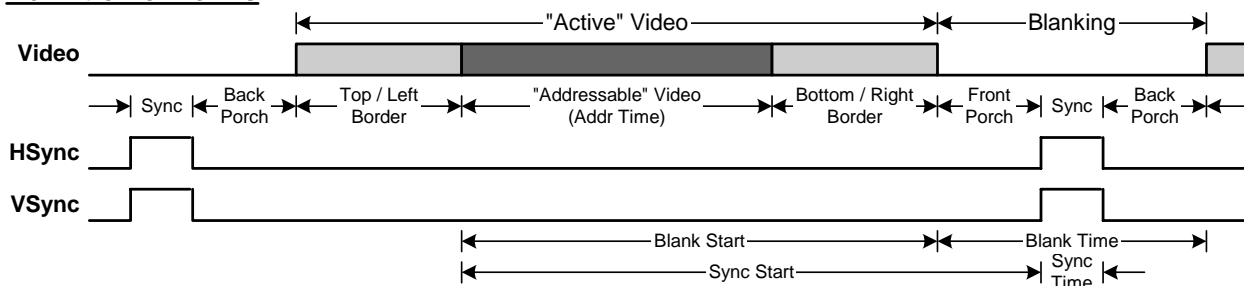 "Active" Video
Blanking
Video
Sync
Back
Porch
Top / Left
Border
"Addressable" Video
(Addr Time)
Bottom / Right
Border
Front
Porch
Sync
Back
Porch
HSync
VSync
Blank Start
Blank Time
Sync Start
Sync
Time